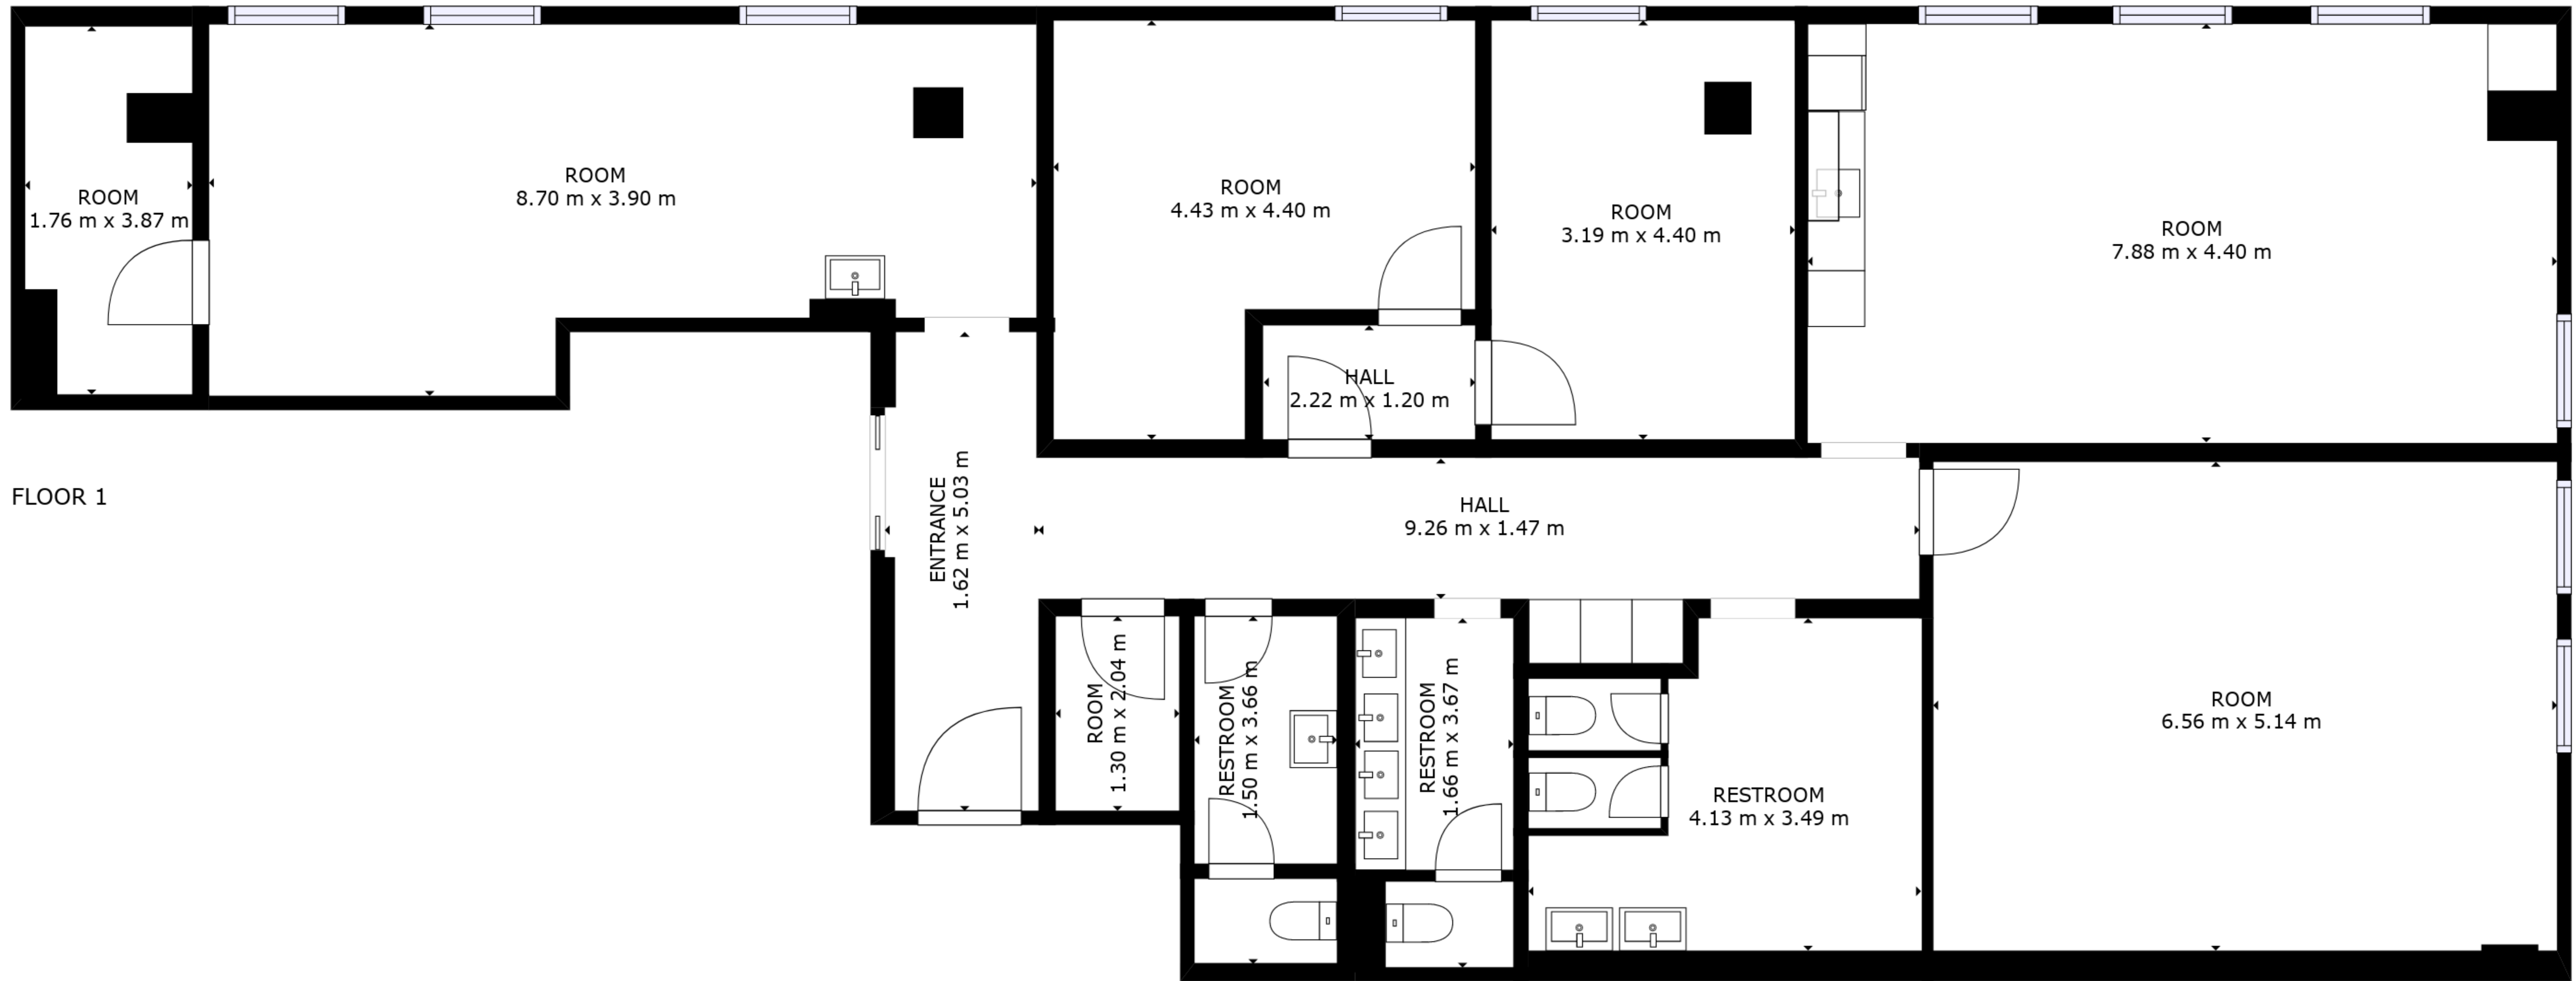 ROOM
1.76 m x 3.87 m
ROOM
8.70 m x 3.90 m
ROOM
4.43 m x 4.40 m
ROOM
3.19 m x 4.40 m
ROOM
7.88 m x 4.40 m
HALL
2.22 m x 1.20 m
FLOOR 1
ENTRANCE
1.62 m x 5.03 m
HALL
9.26 m x 1.47 m
ROOM
1.30 m x 2.04 m
RESTROOM
1.50 m x 3.66 m
RESTROOM
1.66 m x 3.67 m
RESTROOM
4.13 m x 3.49 m
ROOM
6.56 m x 5.14 m